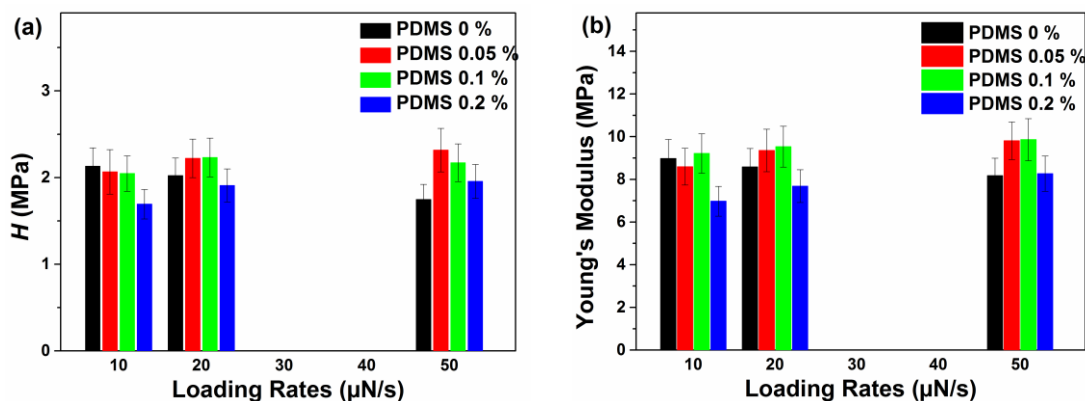 (a)
PDMS 0 %
PDMS 0.05 %
PDMS 0.1 %
PDMS 0.2 %
3
2
1
0
H (MPa)
10 20 30 40 50
Loading Rates (µN/s)
(b)
PDMS 0 %
PDMS 0.05 %
PDMS 0.1 %
PDMS 0.2 %
14
12
10
8
6
4
2
0
Young's Modulus (MPa)
10 20 30 40 50
Loading Rates (µN/s)